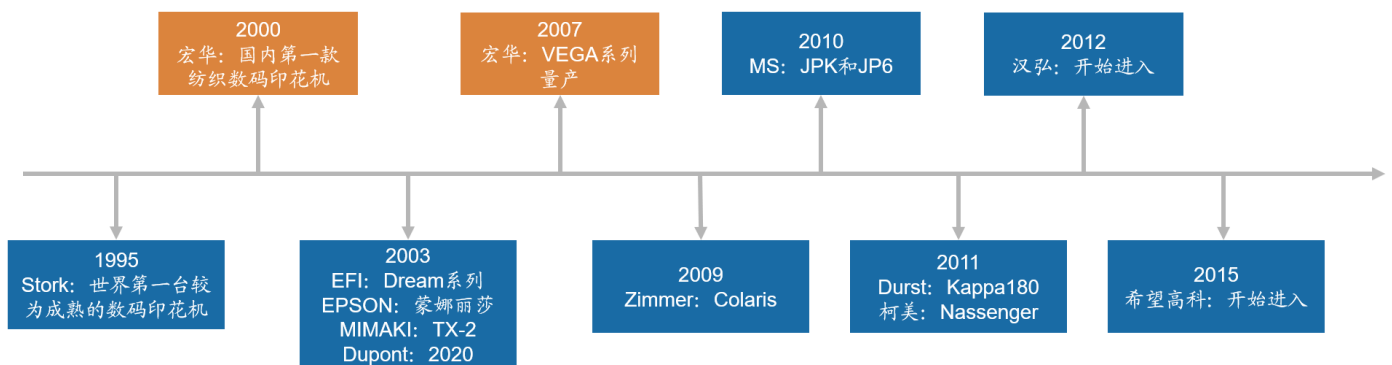 2000
宏华：国内第一款
纺织数码印花机
2007
宏华：VEGA系列
量产
2010
MS：JPK和JP6
2012
汉弘：开始进入
1995
Stork：世界第一台较
为成熟的数码印花机
2003
EFI：Dream系列
EPSON：蒙娜丽莎
MIMAKI：TX-2
Dupont：2020
2009
Zimmer：Colaris
2011
Durst：Kappa180
柯美：Nassenger
2015
希望高科：开始进入